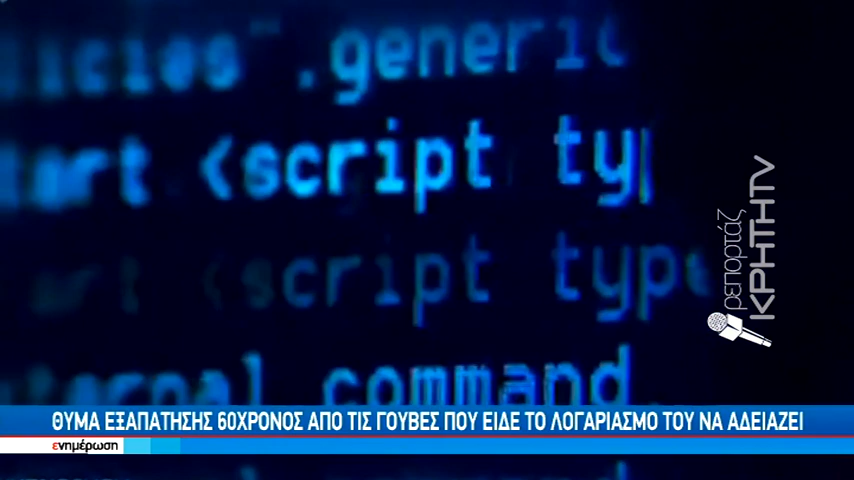 ".generic
<script ty
<script type
command.
ρεπορτάζ
ΚΡΗΤΗTV
ΘΥΜΑ ΕΞΑΠΑΤΗΣΗΣ 60ΧΡΟΝΟΣ ΑΠΟ ΤΙΣ ΓΟΥΒΕΣ ΠΟΥ ΕΙΔΕ ΤΟ ΛΟΓΑΡΙΑΣΜΟ ΤΟΥ ΝΑ ΑΔΕΙΑΖΕΙ
ενημέρωση